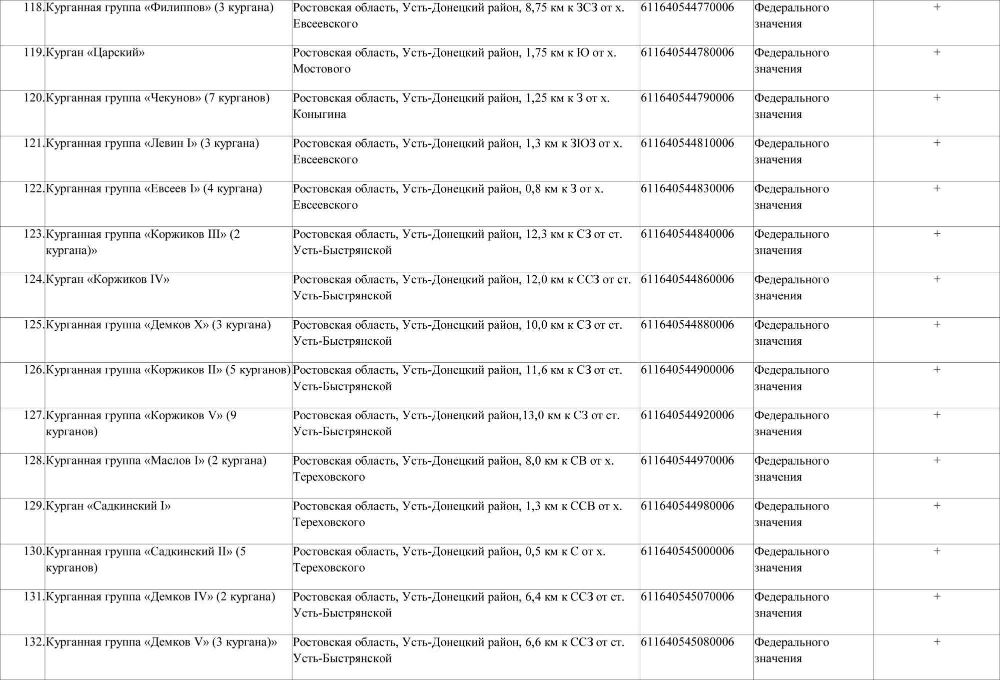 118. Курганная группа «Филиппов» (3 кургана) Ростовская область, Усть-Донецкий район, 8,75 км к ЗСЗ от х. 611640544770006 Федерального +
Евсеевского значения
119. Курган «Царский» Ростовская область, Усть-Донецкий район, 1,75 км к Ю от х. 611640544780006 Федерального +
Мостового значения
120. Курганная группа «Чекунов» (7 курганов) Ростовская область, Усть-Донецкий район, 1,25 км к З от х. 611640544790006 Федерального +
Коныгина значения
121. Курганная группа «Левин I» (3 кургана) Ростовская область, Усть-Донецкий район, 1,3 км к ЗЮЗ от х. 611640544810006 Федерального +
Евсеевского значения
122. Курганная группа «Евсеев I» (4 кургана) Ростовская область, Усть-Донецкий район, 0,8 км к З от х. 611640544830006 Федерального +
Евсеевского значения
123. Курганная группа «Коржиков III» (2 Ростовская область, Усть-Донецкий район, 12,3 км к СЗ от ст. 611640544840006 Федерального +
кургана)» Усть-Быстрянской значения
124. Курган «Коржиков IV» Ростовская область, Усть-Донецкий район, 12,0 км к ССЗ от ст. 611640544860006 Федерального +
Усть-Быстрянской значения
125. Курганная группа «Демков X» (3 кургана) Ростовская область, Усть-Донецкий район, 10,0 км к СЗ от ст. 611640544880006 Федерального +
Усть-Быстрянской значения
126. Курганная группа «Коржиков II» (5 курганов) Ростовская область, Усть-Донецкий район, 11,6 км к СЗ от ст. 611640544900006 Федерального +
Усть-Быстрянской значения
127. Курганная группа «Коржиков V» (9 Ростовская область, Усть-Донецкий район,13,0 км к СЗ от ст. 611640544920006 Федерального +
курганов) Усть-Быстрянской значения
128. Курганная группа «Маслов I» (2 кургана) Ростовская область, Усть-Донецкий район, 8,0 км к СВ от х. 611640544970006 Федерального +
Тереховского значения
129. Курган «Садкинский I» Ростовская область, Усть-Донецкий район, 1,3 км к ССВ от х. 611640544980006 Федерального +
Тереховского значения
130. Курганная группа «Садкинский II» (5 Ростовская область, Усть-Донецкий район, 0,5 км к С от х. 611640545000006 Федерального +
курганов) Тереховского значения
131. Курганная группа «Демков IV» (2 кургана) Ростовская область, Усть-Донецкий район, 6,4 км к ССЗ от ст. 611640545070006 Федерального +
Усть-Быстрянской значения
132. Курганная группа «Демков V» (3 кургана)» Ростовская область, Усть-Донецкий район, 6,6 км к ССЗ от ст. 611640545080006 Федерального +
Усть-Быстрянской значения